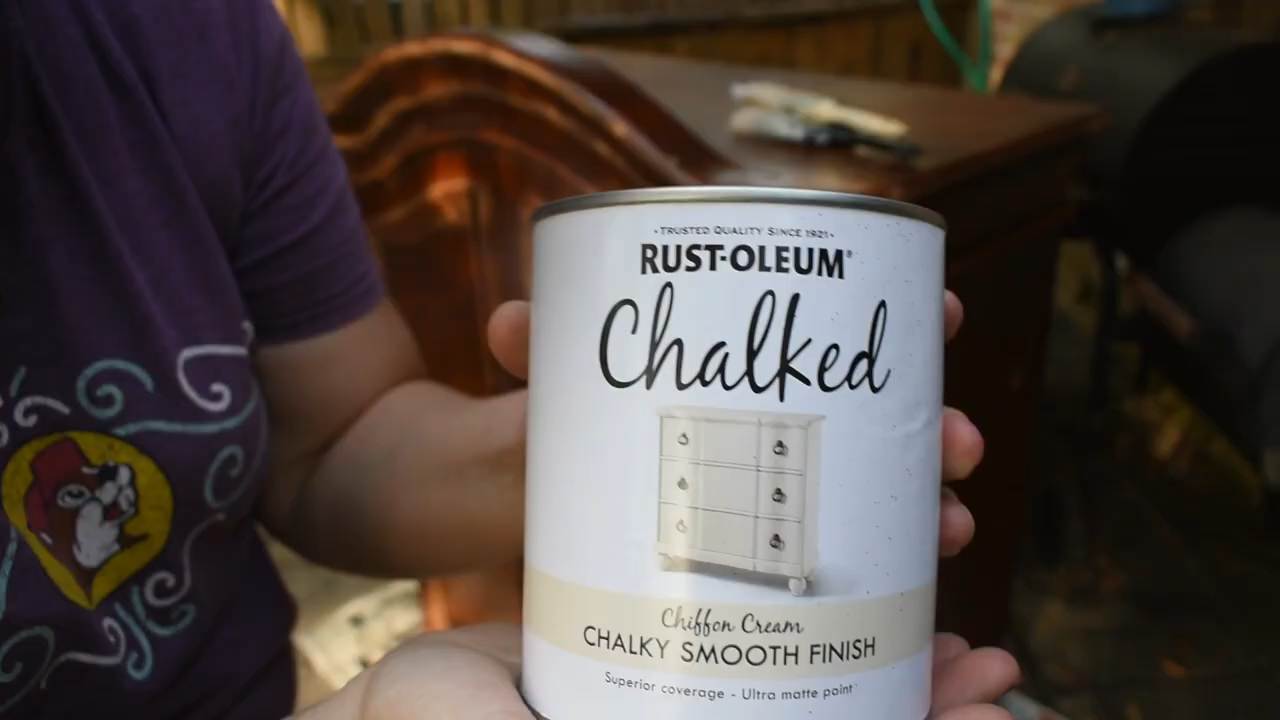 ·TRUSTED QUALITY SINCE 1921·
RUST-OLEUM®
Chalked
Chiffon Cream
CHALKY SMOOTH FINISH
Superior coverage - Ultra matte paint